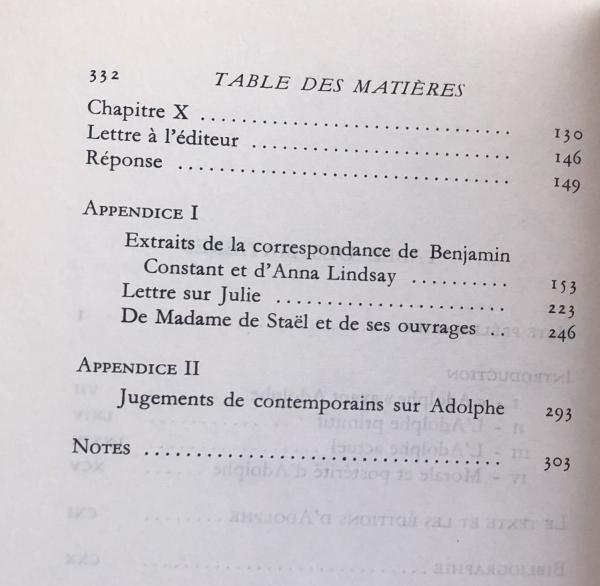 332 TABLE DES MATIÈRES
Chapitre X ................................ 130
Lettre à l'éditeur ......................... 146
Réponse .................................. 149
APPENDICE I
Extraits de la correspondance de Benjamin
Constant et d'Anna Lindsay .......... 153
Lettre sur Julie ........................ 223
De Madame de Staël et de ses ouvrages ... 246
APPENDICE II
Jugements de contemporains sur Adolphe 293
NOTES ................................... 303